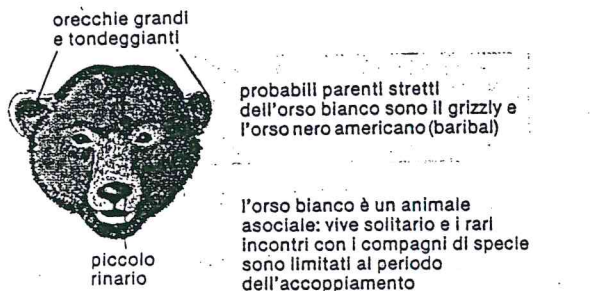 orecchie grandi
e tondeggianti
probabili parenti stretti
dell'orso bianco sono il grizzly e
l'orso nero americano (baribal)
l'orso bianco è un animale
asociale: vive solitario e i rari
incontri con i compagni di specie
sono limitati al periodo
dell'accoppiamento
piccolo
rinario